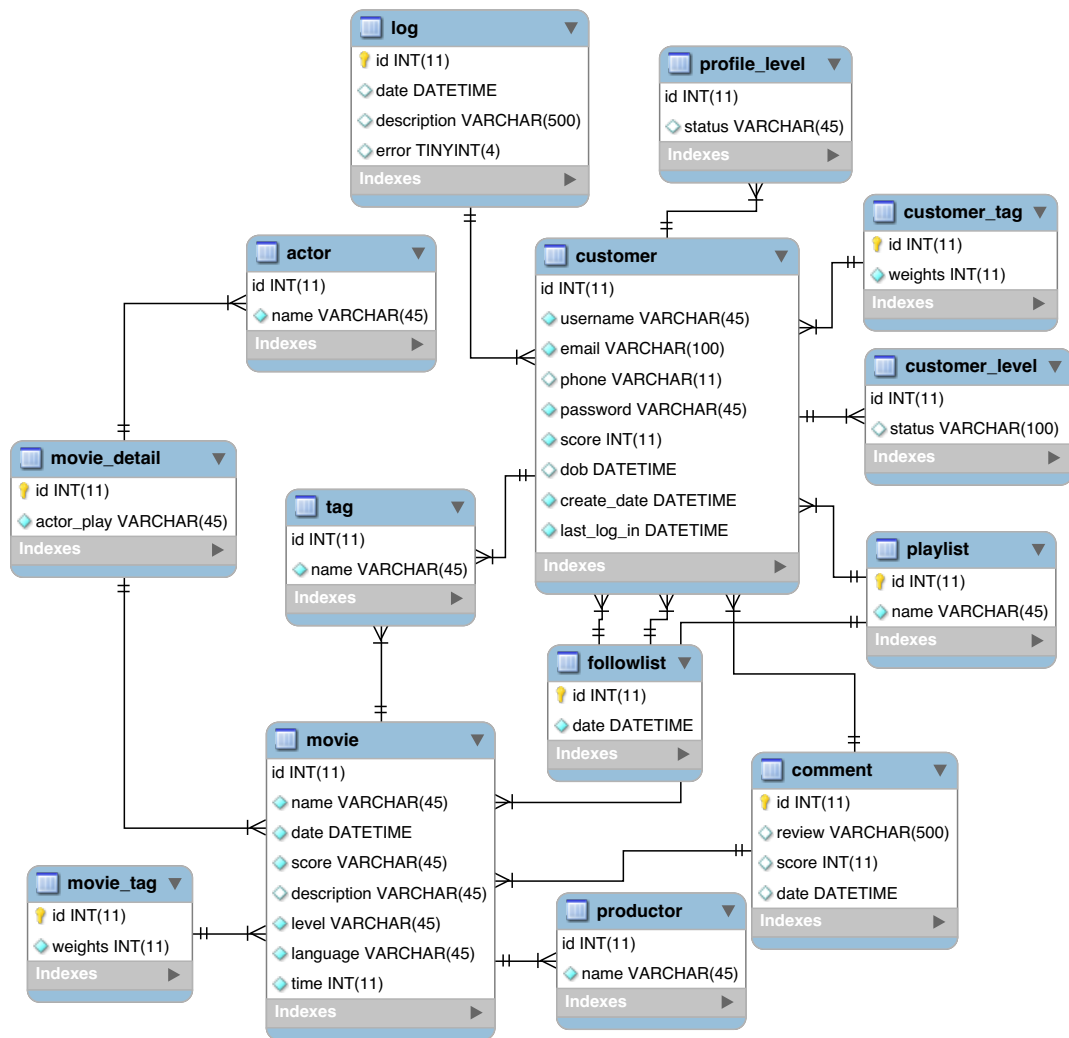 log
id INT(11)
date DATETIME
description VARCHAR(500)
error TINYINT(4)
Indexes
profile_level
id INT(11)
status VARCHAR(45)
Indexes
customer_tag
id INT(11)
weights INT(11)
Indexes
actor
id INT(11)
name VARCHAR(45)
Indexes
customer
id INT(11)
username VARCHAR(45)
email VARCHAR(100)
phone VARCHAR(11)
password VARCHAR(45)
score INT(11)
dob DATETIME
create_date DATETIME
last_log_in DATETIME
Indexes
customer_level
id INT(11)
status VARCHAR(100)
Indexes
movie_detail
id INT(11)
actor_play VARCHAR(45)
Indexes
tag
id INT(11)
name VARCHAR(45)
Indexes
playlist
id INT(11)
name VARCHAR(45)
Indexes
followlist
id INT(11)
date DATETIME
Indexes
movie
id INT(11)
name VARCHAR(45)
date DATETIME
score VARCHAR(45)
description VARCHAR(45)
level VARCHAR(45)
language VARCHAR(45)
time INT(11)
Indexes
comment
id INT(11)
review VARCHAR(500)
score INT(11)
date DATETIME
Indexes
movie_tag
id INT(11)
weights INT(11)
Indexes
productor
id INT(11)
name VARCHAR(45)
Indexes